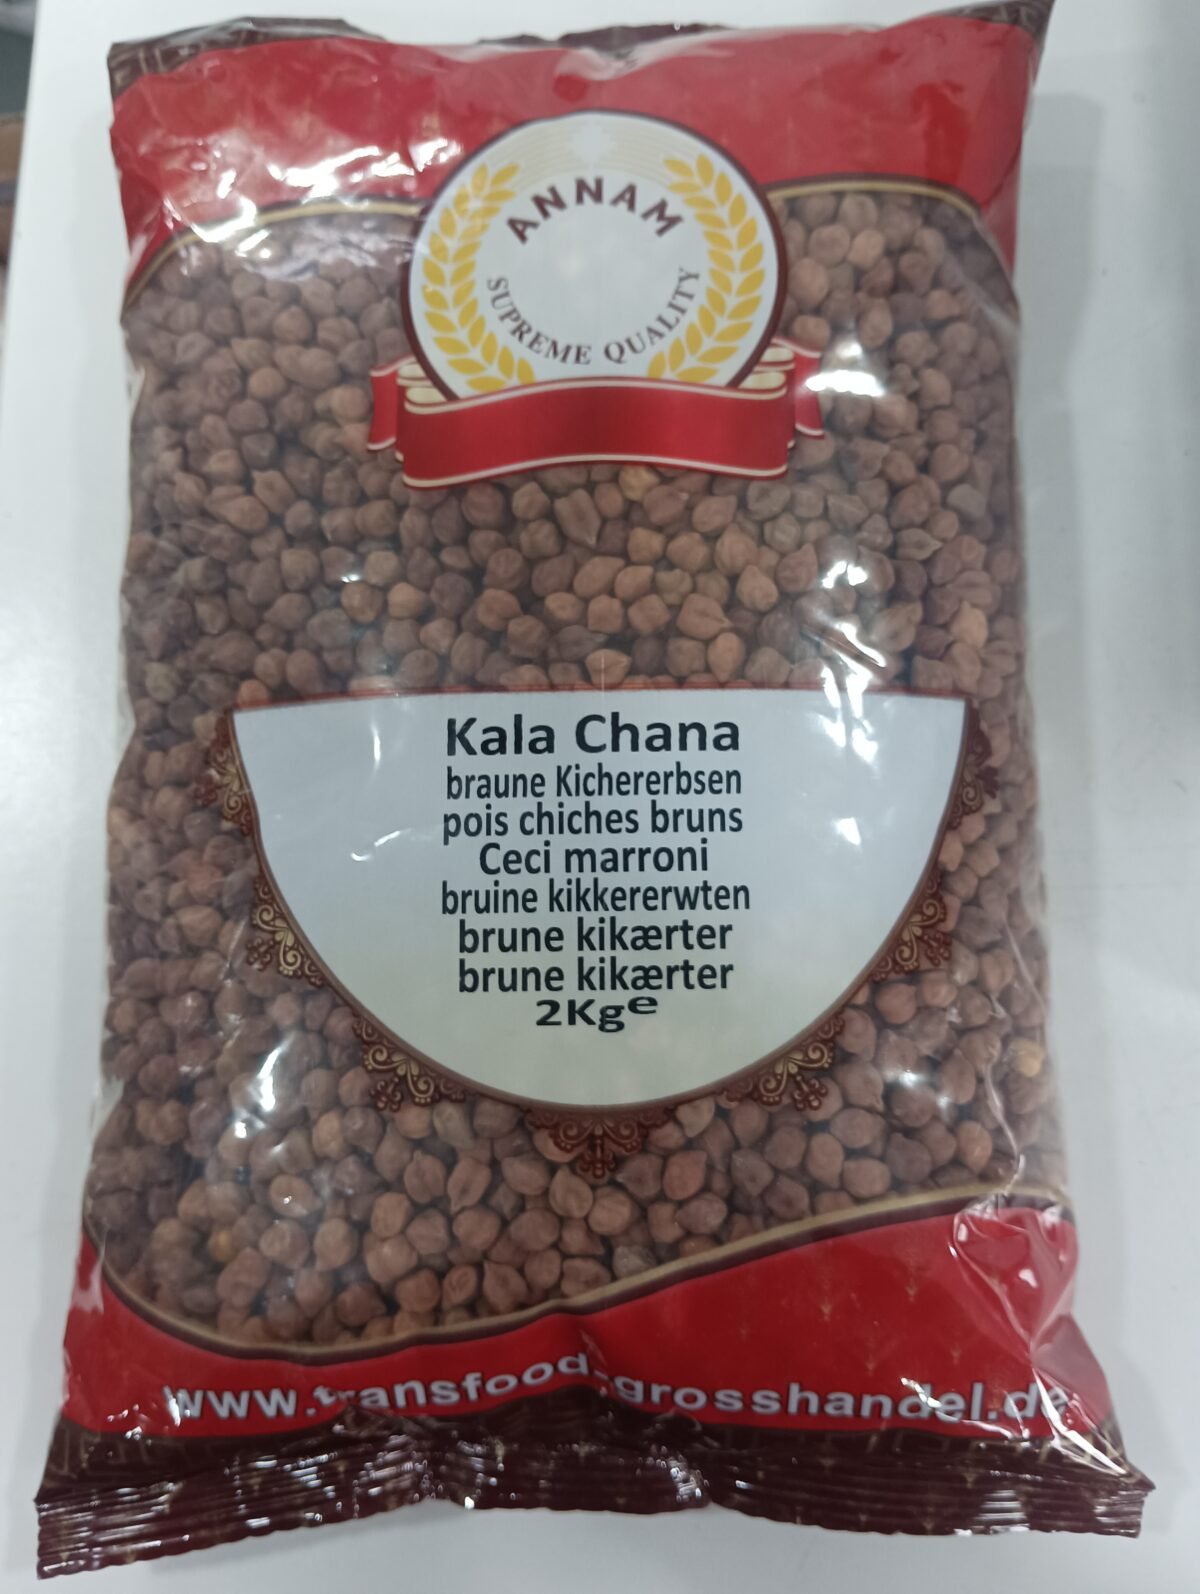 ANNAM
SUPREME QUALITY
Kala Chana
braune Kichererbsen
pois chiches bruns
Ceci marroni
bruine kikkererwten
brune kikærter
brune kikærter
2Kg℮
www.transfood-grosshandel.de